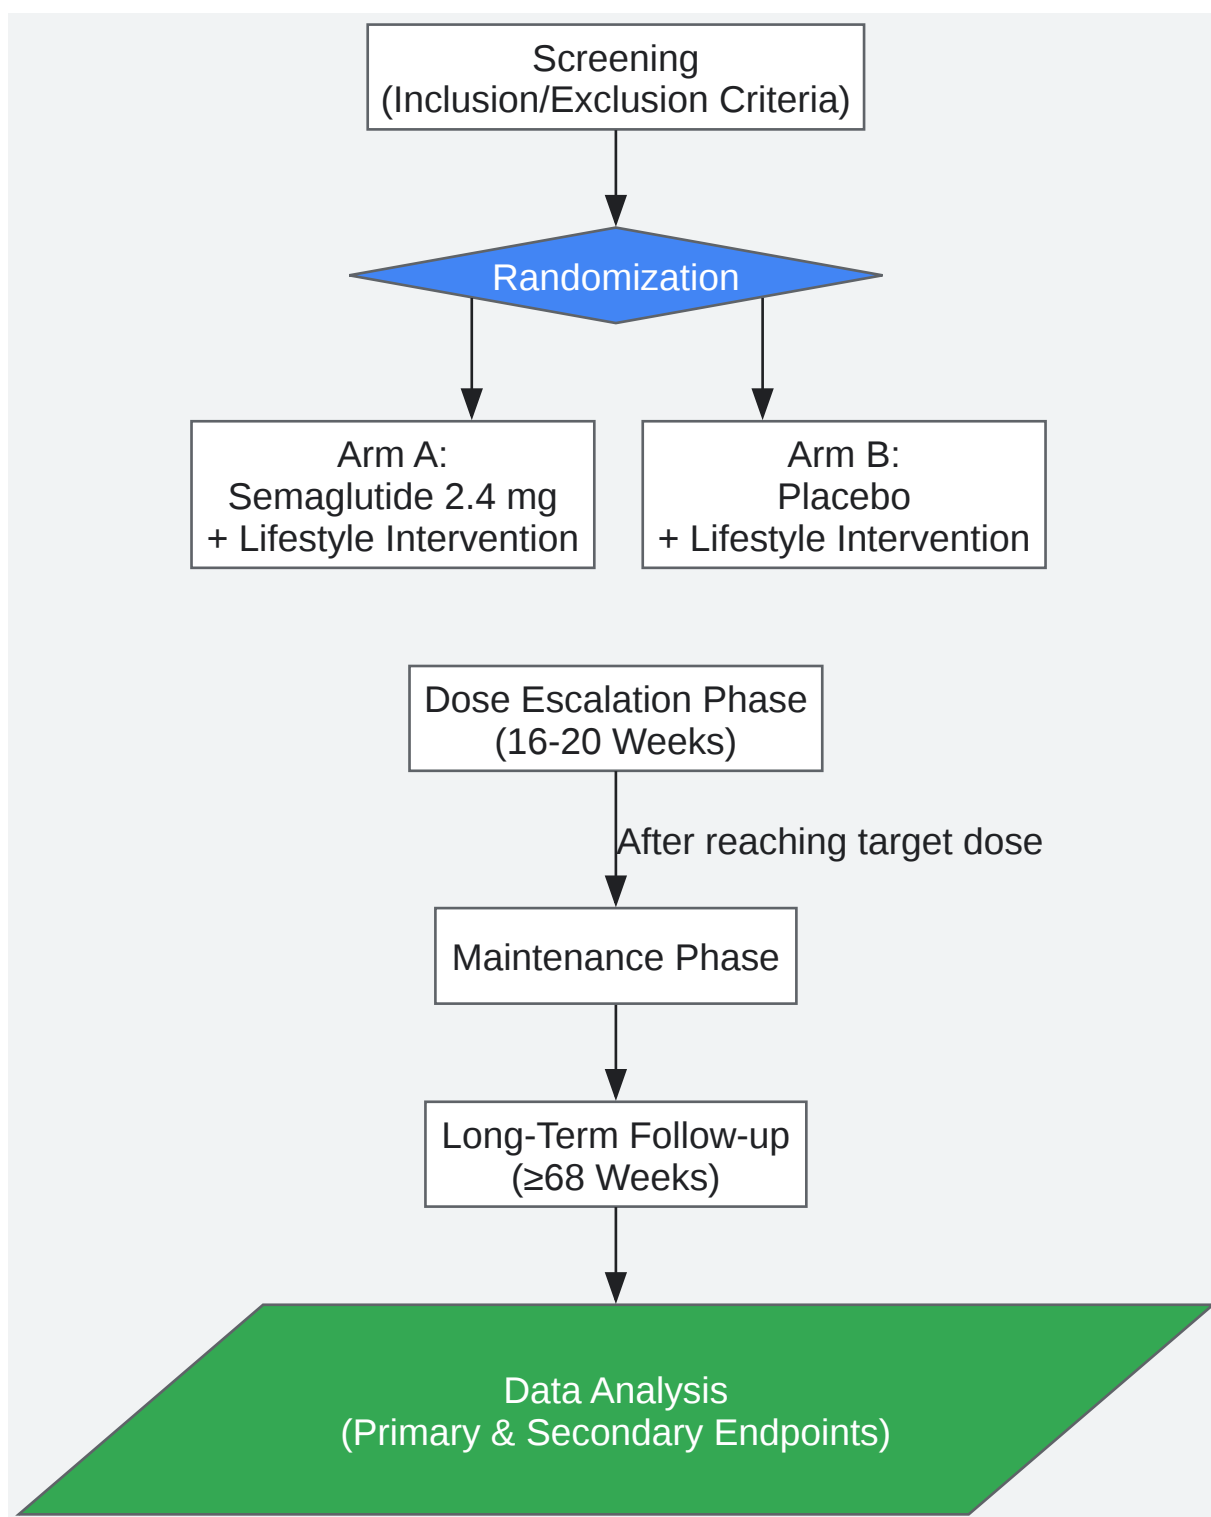 Screening
(Inclusion/Exclusion Criteria)
Randomization
Arm A:
Semaglutide 2.4 mg
+ Lifestyle Intervention
Arm B:
Placebo
+ Lifestyle Intervention
Dose Escalation Phase
(16-20 Weeks)
After reaching target dose
Maintenance Phase
Long-Term Follow-up
(≥68 Weeks)
Data Analysis
(Primary & Secondary Endpoints)